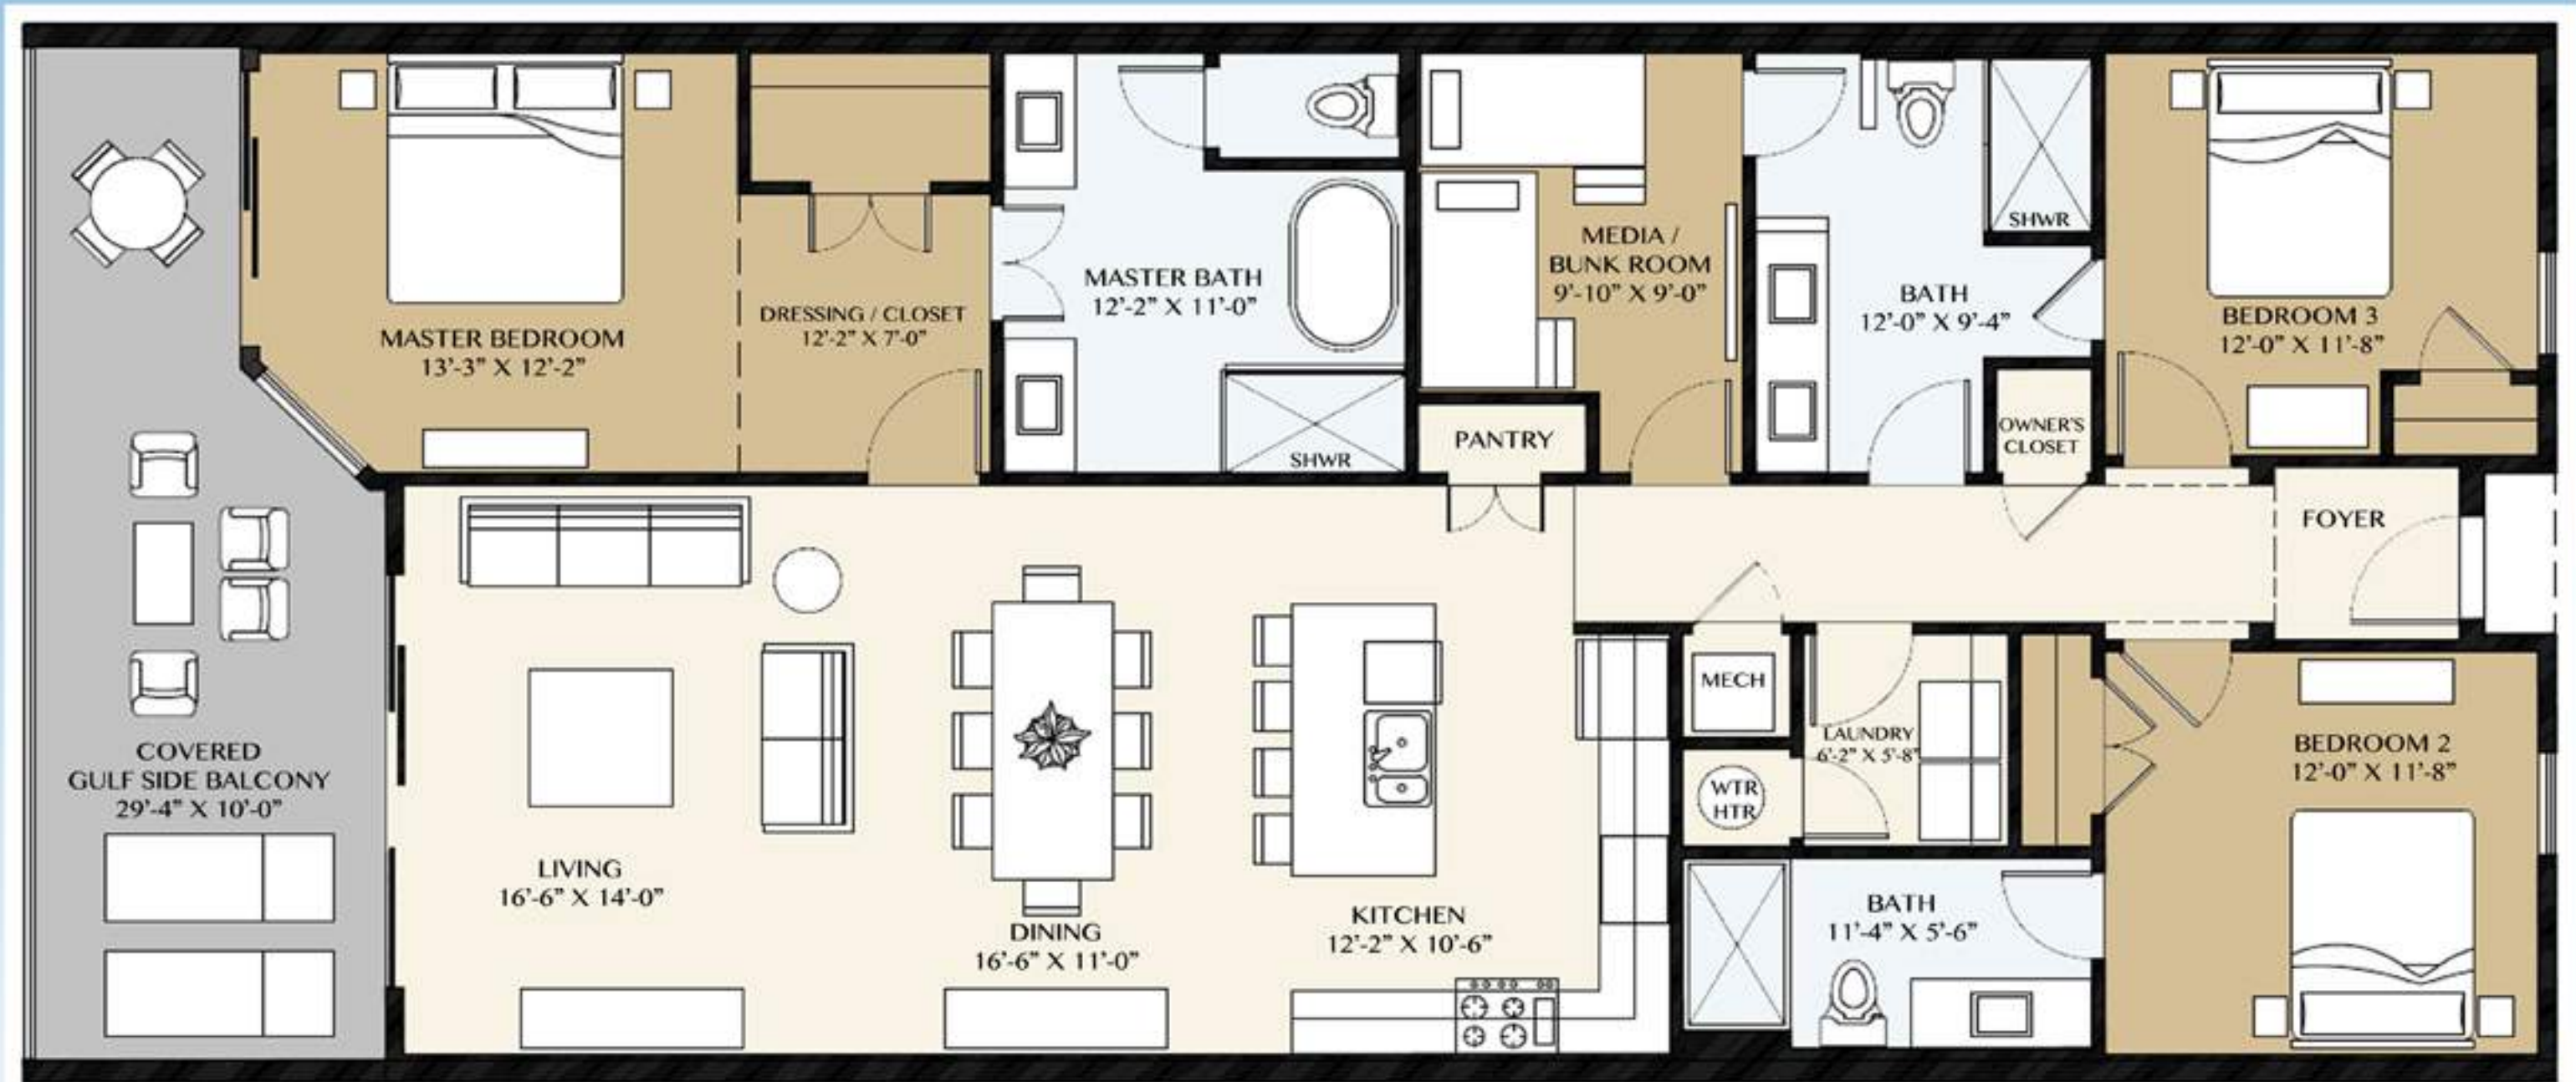 MASTER BEDROOM
13'-3" X 12'-2"
DRESSING / CLOSET
12'-2" X 7'-0"
MASTER BATH
12'-2" X 11'-0"
SHWR
MEDIA /
BUNK ROOM
9'-10" X 9'-0"
PANTRY
BATH
12'-0" X 9'-4"
SHWR
OWNER'S
CLOSET
BEDROOM 3
12'-0" X 11'-8"
FOYER
COVERED
GULF SIDE BALCONY
29'-4" X 10'-0"
LIVING
16'-6" X 14'-0"
DINING
16'-6" X 11'-0"
KITCHEN
12'-2" X 10'-6"
MECH
WTR
HTR
LAUNDRY
6'-2" X 5'-8"
BATH
11'-4" X 5'-6"
BEDROOM 2
12'-0" X 11'-8"